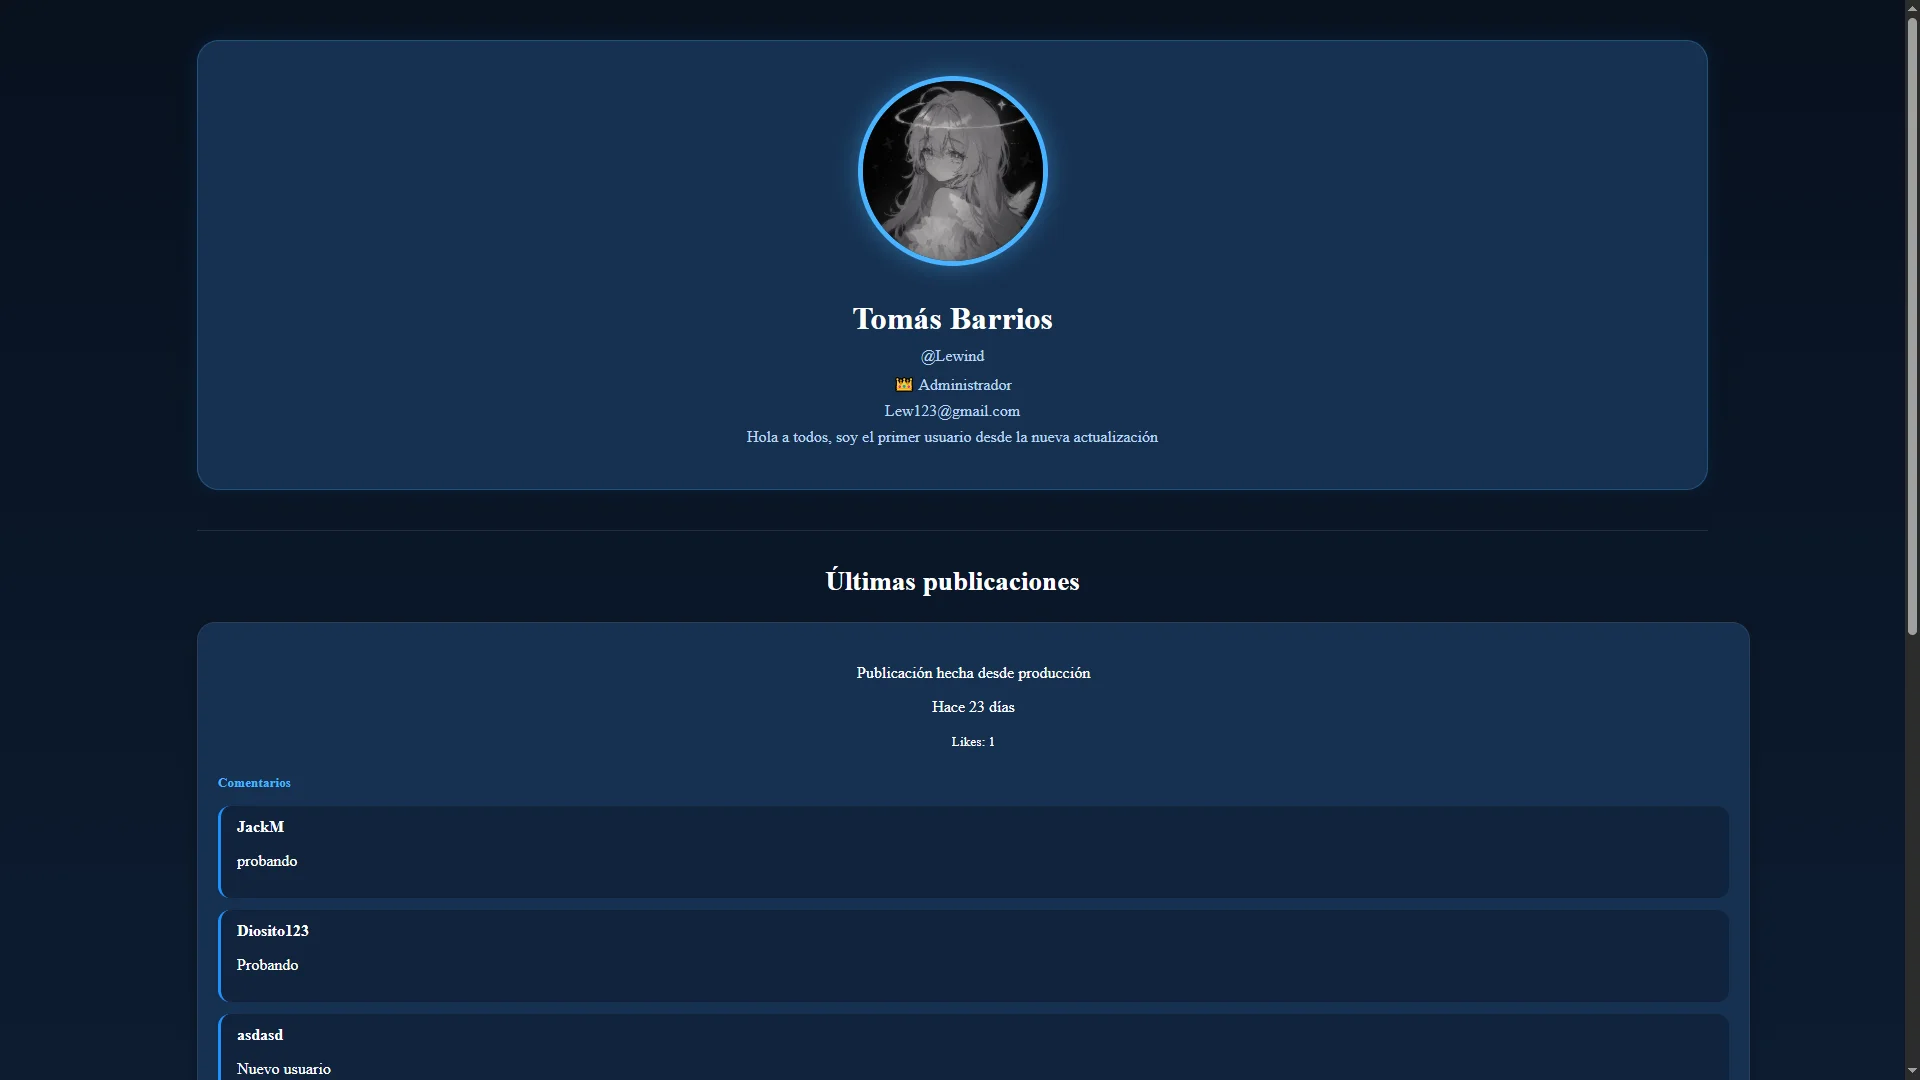 Tomás Barrios
@Lewind
👑 Administrador
Lew123@gmail.com
Hola a todos, soy el primer usuario desde la nueva actualización
Últimas publicaciones
Publicación hecha desde producción
Hace 23 días
Likes: 1
Comentarios
JackM
probando
Diosito123
Probando
asdasd
Nuevo usuario